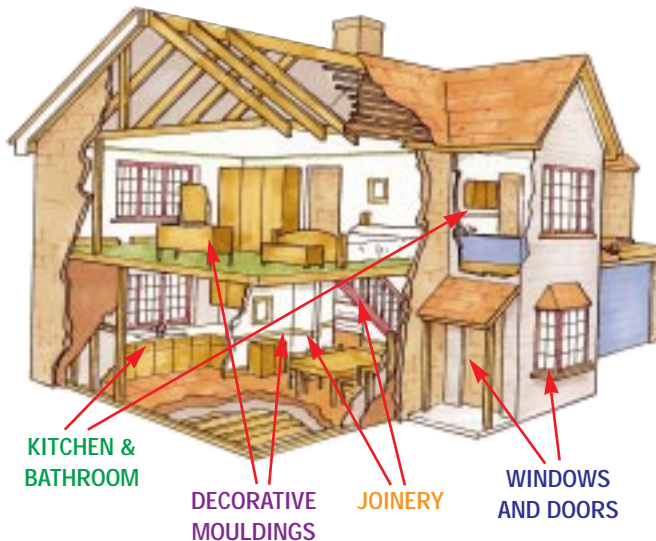 KITCHEN &
BATHROOM
DECORATIVE
MOULDINGS
JOINERY
WINDOWS
AND DOORS